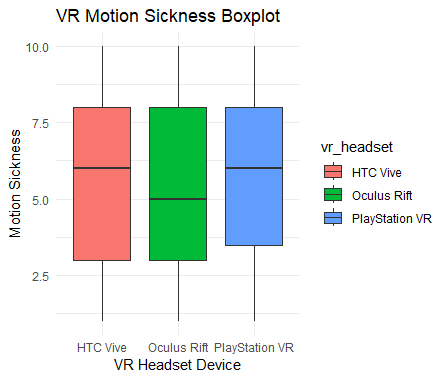 VR Motion Sickness Boxplot
10.0
7.5
5.0
2.5
Motion Sickness
HTC Vive
Oculus Rift
PlayStation VR
VR Headset Device
vr_headset
HTC Vive
Oculus Rift
PlayStation VR